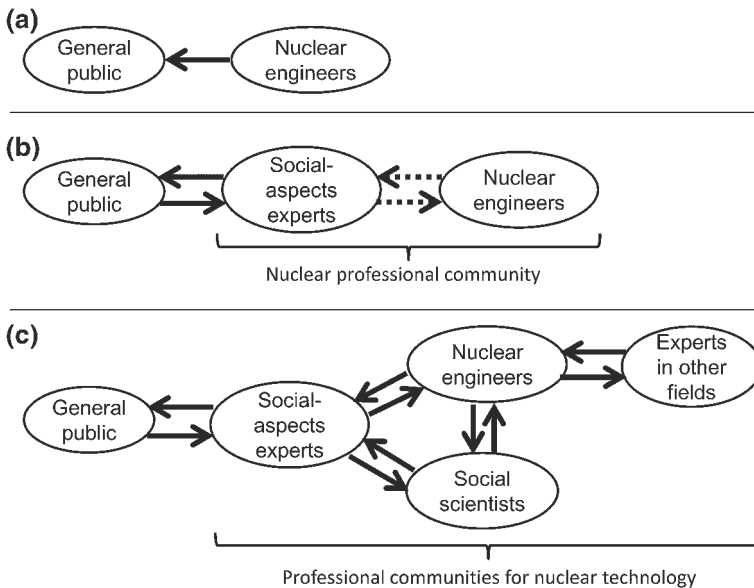 (a)
General
public
Nuclear
engineers
(b)
General
public
Social-
aspects
experts
Nuclear
engineers
Nuclear professional community
(c)
General
public
Social-
aspects
experts
Nuclear
engineers
Experts
in other
fields
Social
scientists
Professional communities for nuclear technology